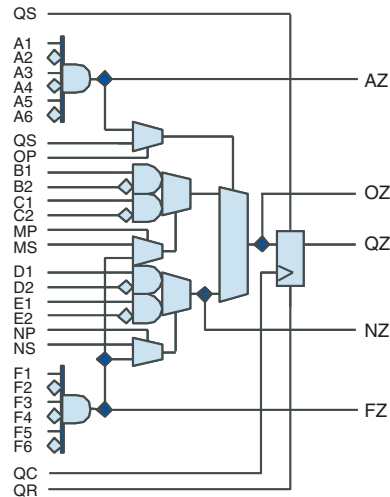 QS
A1
A2
A3
A4
A5
A6
AZ
QS
OP
B1
B2
C1
C2
MP
MS
OZ
QZ
D1
D2
E1
E2
NP
NS
NZ
F1
F2
F3
F4
F5
F6
FZ
QC
QR